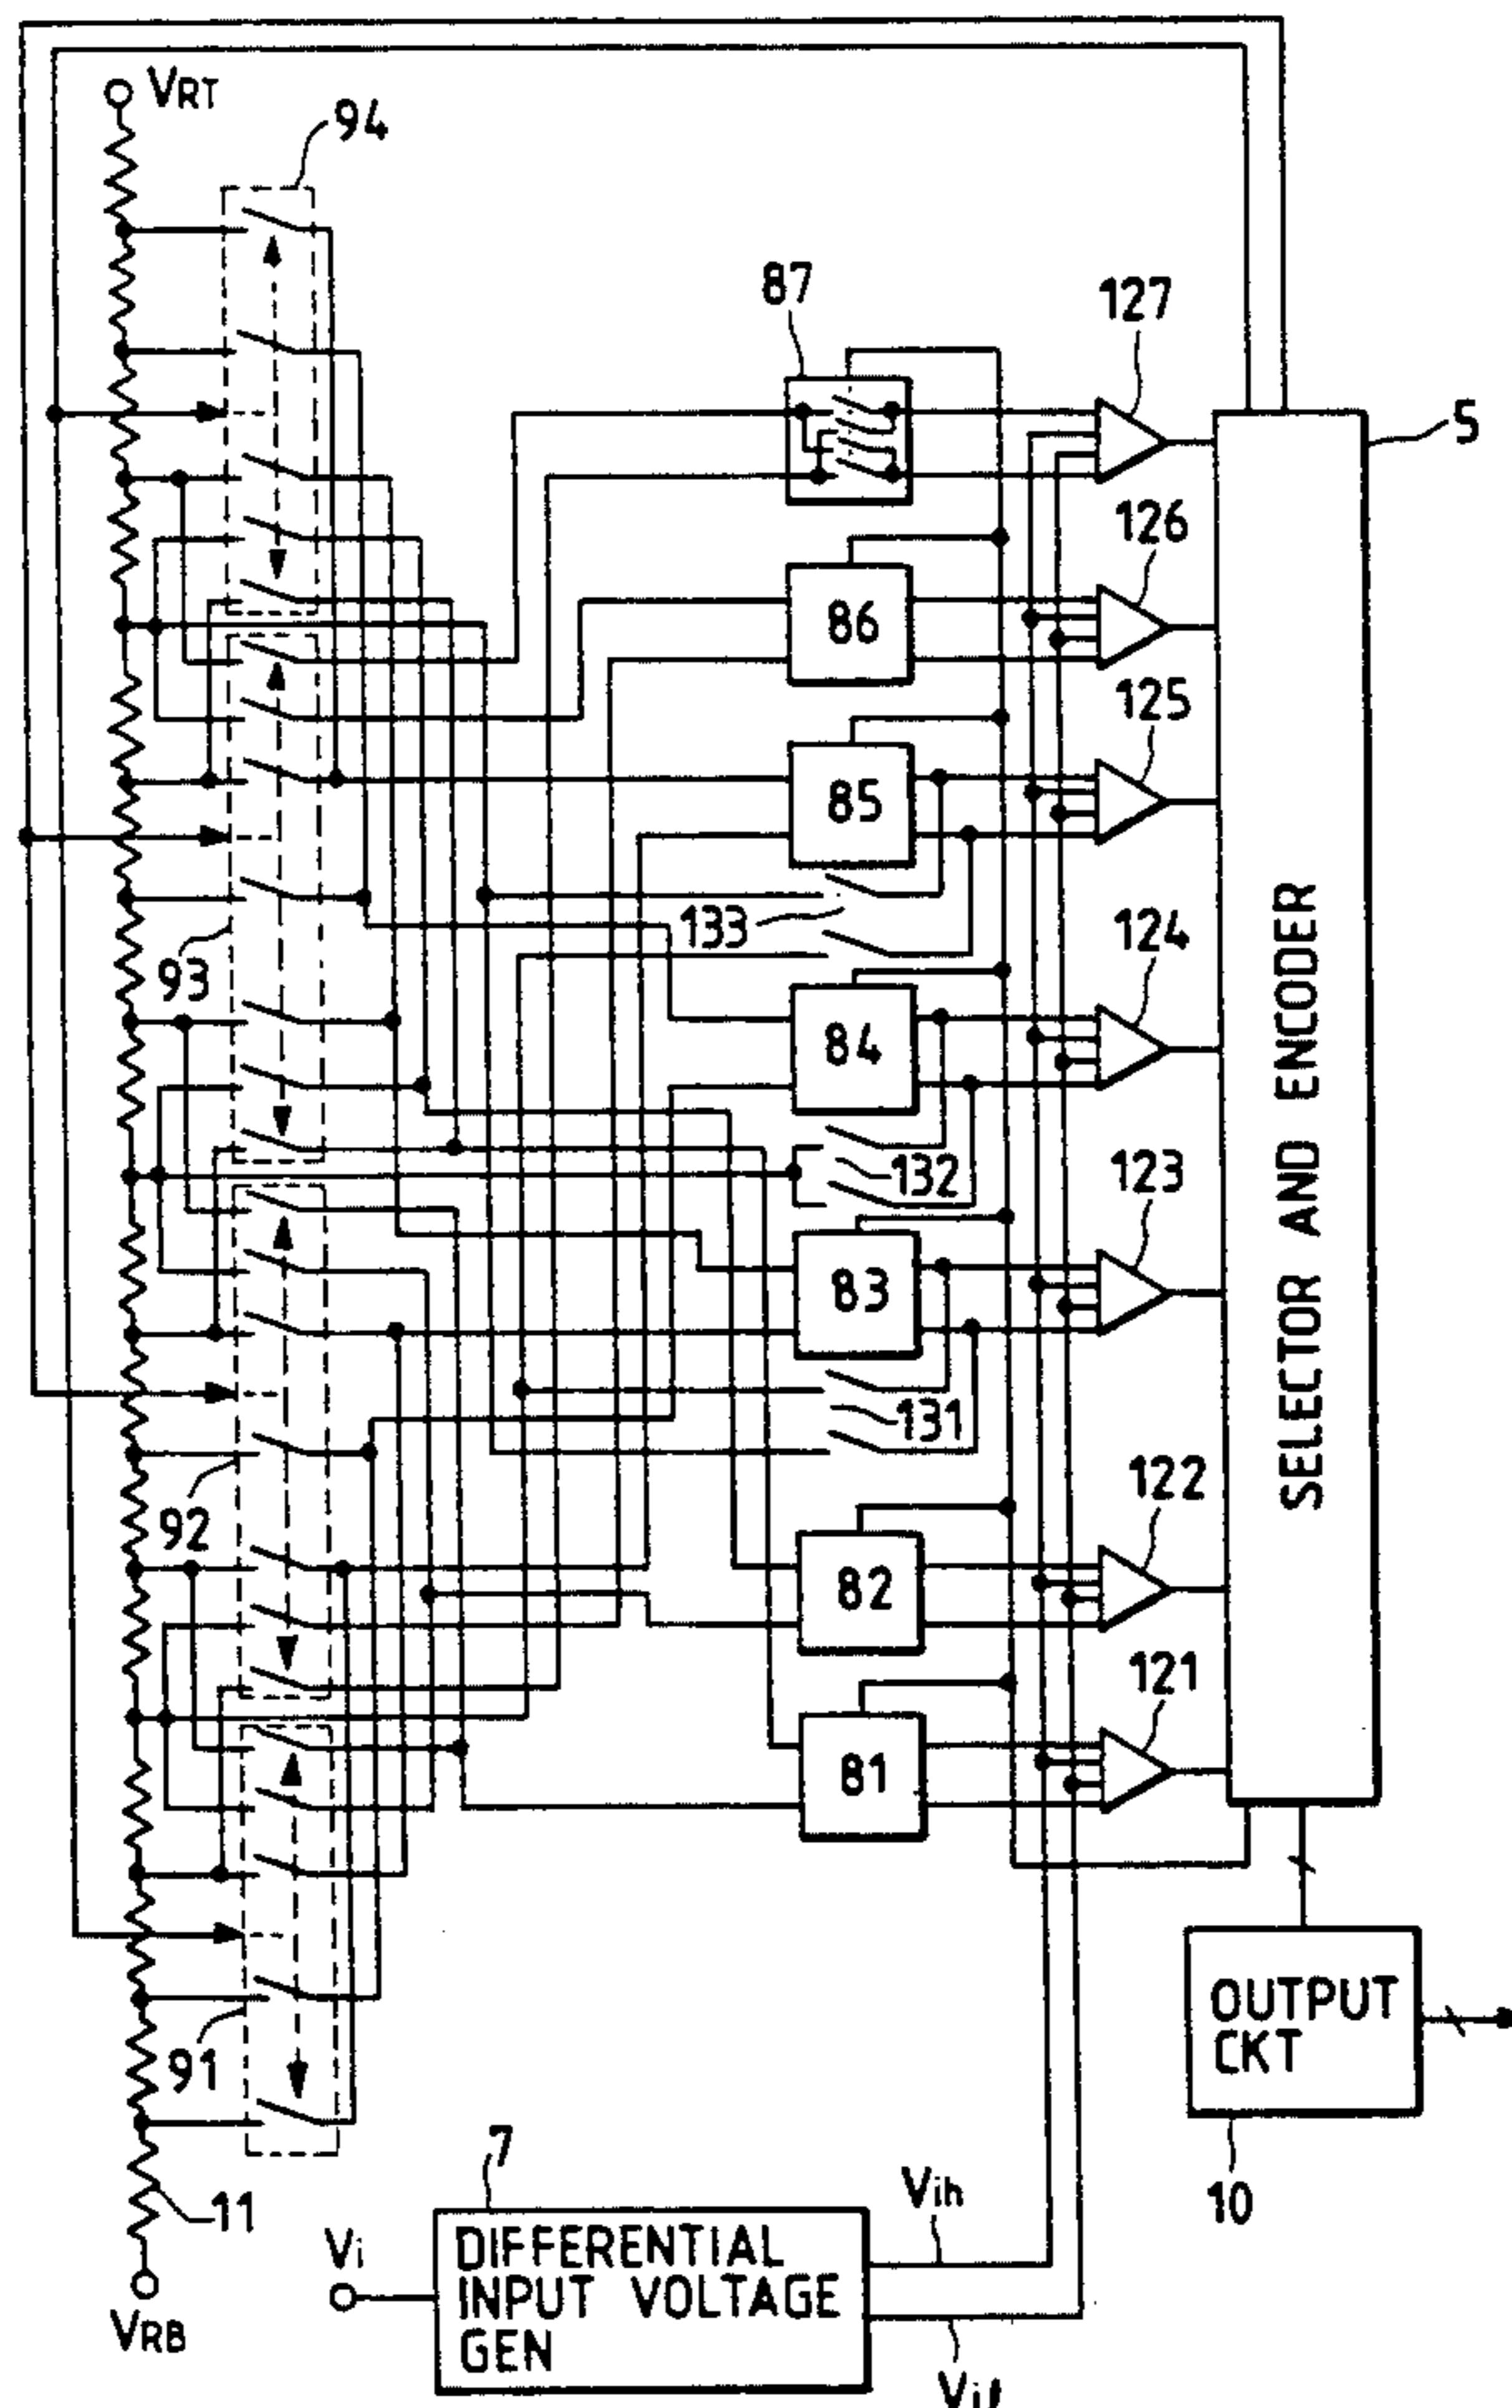 VRT
94
87
127
5
126
86
125
85
133
93
124
84
132
123
83
131
SELECTOR AND ENCODER
92
122
82
121
81
91
OUTPUT
CKT
10
11
7
Vih
Vi
DIFFERENTIAL
INPUT VOLTAGE
GEN
VRB
Viℓ